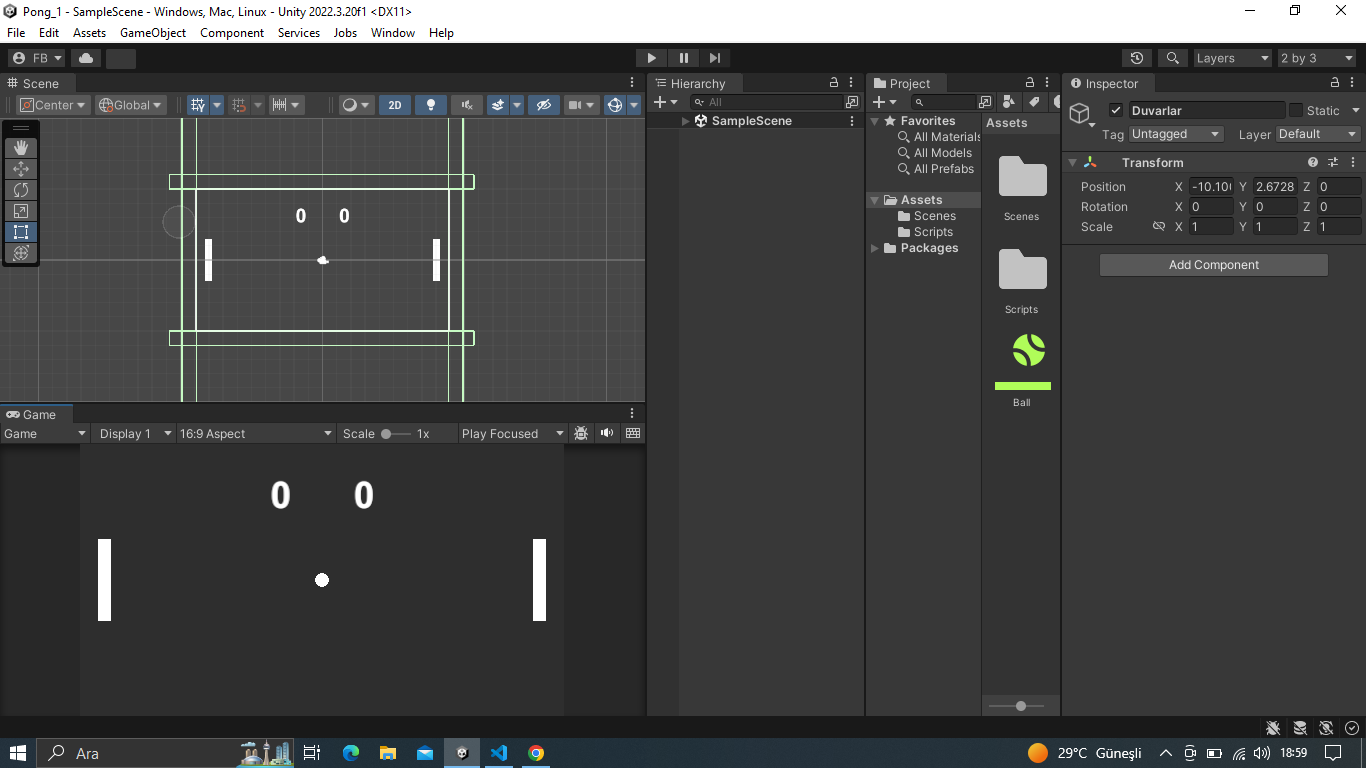 Pong_1 - SampleScene - Windows, Mac, Linux - Unity 2022.3.20f1 <DX11>
File Edit Assets GameObject Component Services Jobs Window Help
FB Layers 2 by 3
Scene
Center Global 2D
0 0
Game
Game Display 1 16:9 Aspect Scale 1x Play Focused
0 0
Hierarchy
All
SampleScene
Project
Favorites
All Materials
All Models
All Prefabs
Assets
Scenes
Scripts
Packages
Assets
Scenes
Scripts
Ball
Inspector
Duvarlar Static
Tag Untagged Layer Default
Transform
Position X -10.10 Y 2.6728 Z 0
Rotation X 0 Y 0 Z 0
Scale X 1 Y 1 Z 1
Add Component
Ara 29°C Güneşli 18:59